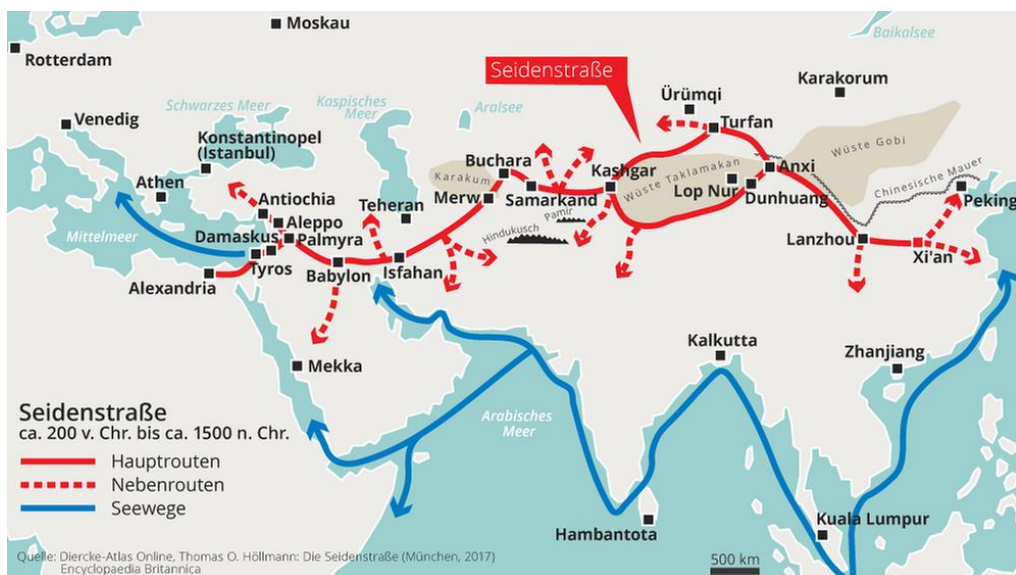 Moskau
Baikalsee
Rotterdam
Seidenstraße
Karakorum
Ürümqi
Schwarzes Meer
Kaspisches
Meer
Aralsee
Venedig
Turfan
Konstantinopel
(Istanbul)
Wüste Gobi
Buchara
Kashgar
Wüste Taklamakan
Anxi
Athen
Karakum
Chinesische Mauer
Antiochia
Teheran
Merw
Samarkand
Lop Nur
Dunhuang
Peking
Aleppo
Pamir
Mittelmeer
Damaskus
Palmyra
Hindukusch
Lanzhou
Tyros
Babylon
Isfahan
Xi'an
Alexandria
Kalkutta
Zhanjiang
Mekka
Seidenstraße
ca. 200 v. Chr. bis ca. 1500 n. Chr.
Arabisches
Meer
Hauptrouten
Nebenrouten
Seewege
Kuala Lumpur
Hambantota
Quelle: Diercke-Atlas Online, Thomas O. Höllmann: Die Seidenstraße (München, 2017)
Encyclopaedia Britannica
500 km